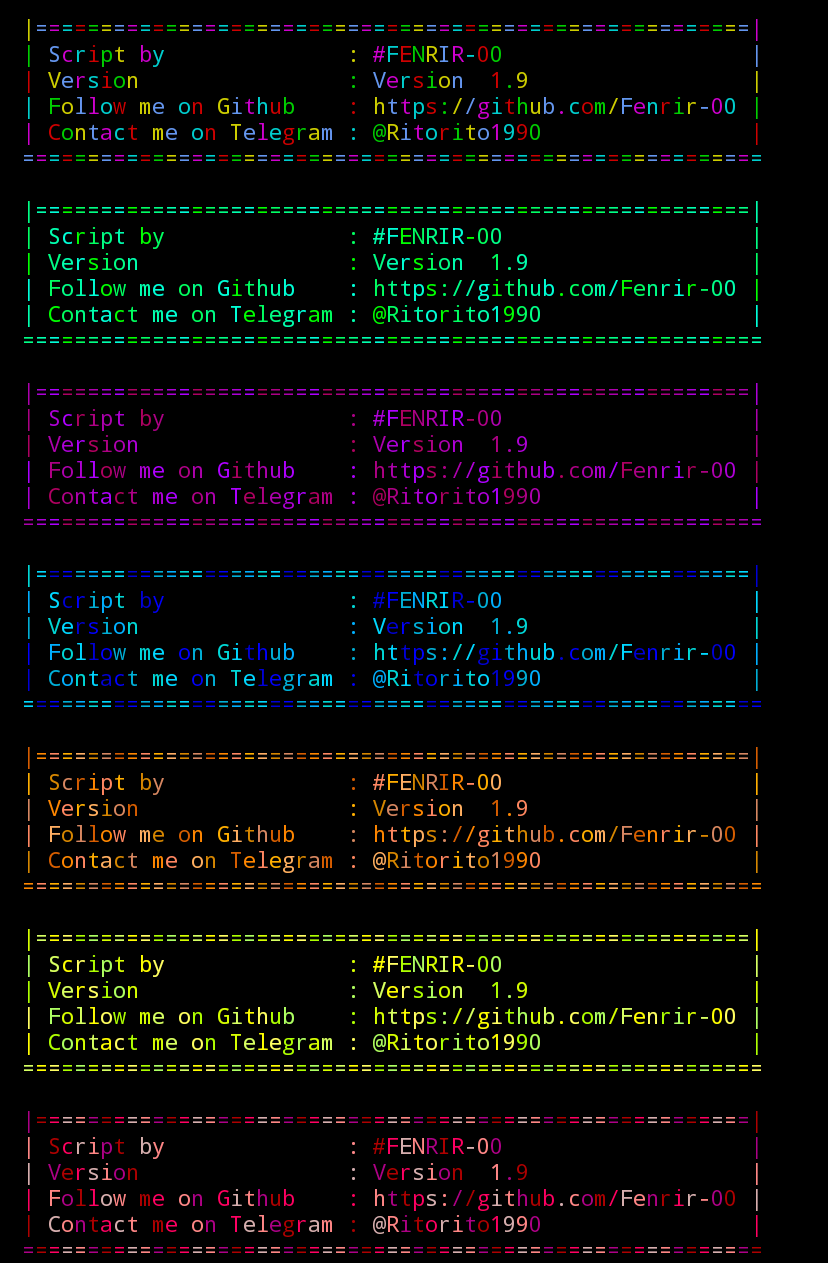 |=======================================================|
| Script by              : #FENRIR-00                   |
| Version                : Version  1.9                 |
| Follow me on Github    : https://github.com/Fenrir-00 |
| Contact me on Telegram : @Ritorito1990                |
=========================================================
|=======================================================|
| Script by              : #FENRIR-00                   |
| Version                : Version  1.9                 |
| Follow me on Github    : https://github.com/Fenrir-00 |
| Contact me on Telegram : @Ritorito1990                |
=========================================================
|=======================================================|
| Script by              : #FENRIR-00                   |
| Version                : Version  1.9                 |
| Follow me on Github    : https://github.com/Fenrir-00 |
| Contact me on Telegram : @Ritorito1990                |
=========================================================
|=======================================================|
| Script by              : #FENRIR-00                   |
| Version                : Version  1.9                 |
| Follow me on Github    : https://github.com/Fenrir-00 |
| Contact me on Telegram : @Ritorito1990                |
=========================================================
|=======================================================|
| Script by              : #FENRIR-00                   |
| Version                : Version  1.9                 |
| Follow me on Github    : https://github.com/Fenrir-00 |
| Contact me on Telegram : @Ritorito1990                |
=========================================================
|=======================================================|
| Script by              : #FENRIR-00                   |
| Version                : Version  1.9                 |
| Follow me on Github    : https://github.com/Fenrir-00 |
| Contact me on Telegram : @Ritorito1990                |
=========================================================
|=======================================================|
| Script by              : #FENRIR-00                   |
| Version                : Version  1.9                 |
| Follow me on Github    : https://github.com/Fenrir-00 |
| Contact me on Telegram : @Ritorito1990                |
=========================================================